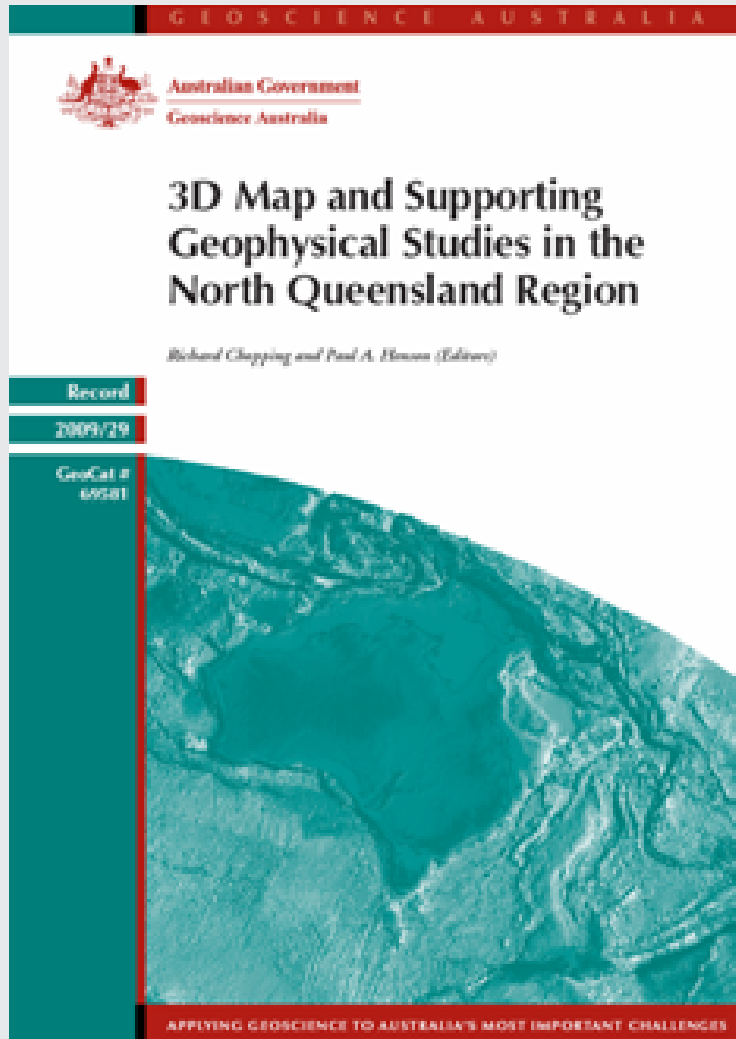 GEOSCIENCE AUSTRALIA
Australian Government
Geoscience Australia
3D Map and Supporting
Geophysical Studies in the
North Queensland Region
Richard Chopping and Paul A. Henson (Editors)
Record
2009/29
GeoCat #
69581
APPLYING GEOSCIENCE TO AUSTRALIA'S MOST IMPORTANT CHALLENGES